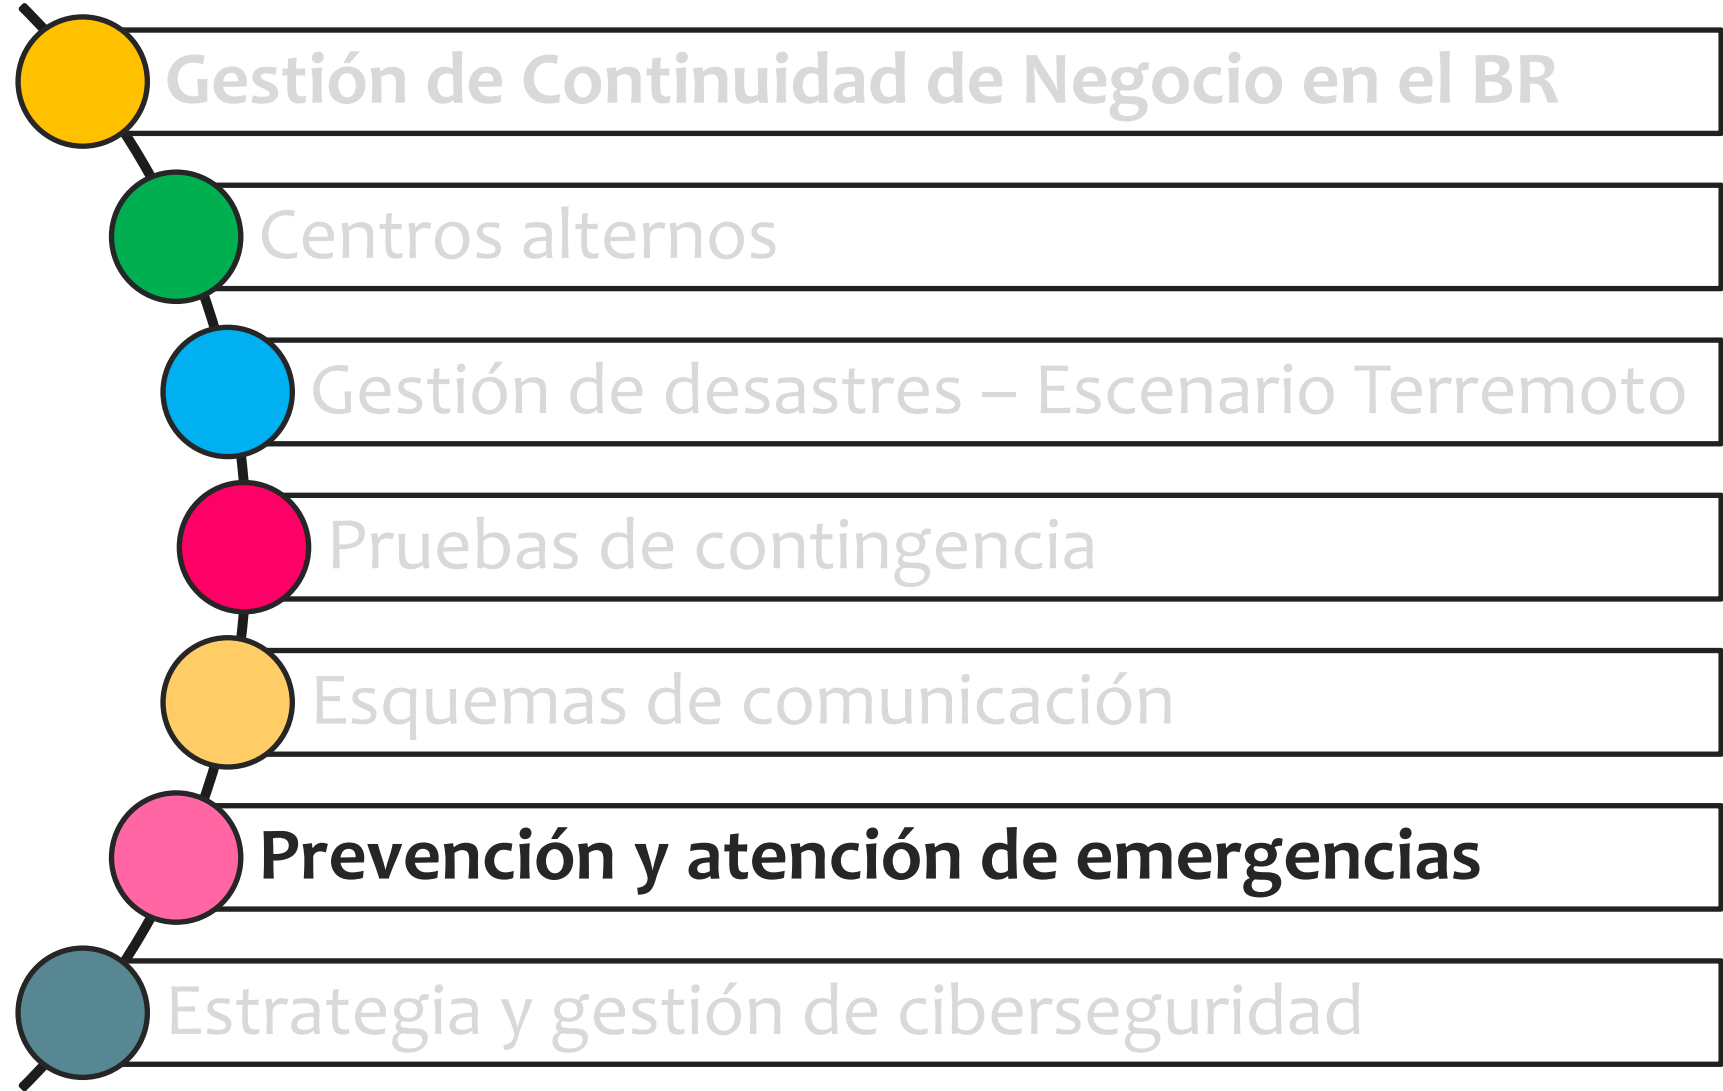 Gestión de Continuidad de Negocio en el BR
Centros alternos
Gestión de desastres – Escenario Terremoto
Pruebas de contingencia
Esquemas de comunicación
Prevención y atención de emergencias
Estrategia y gestión de ciberseguridad